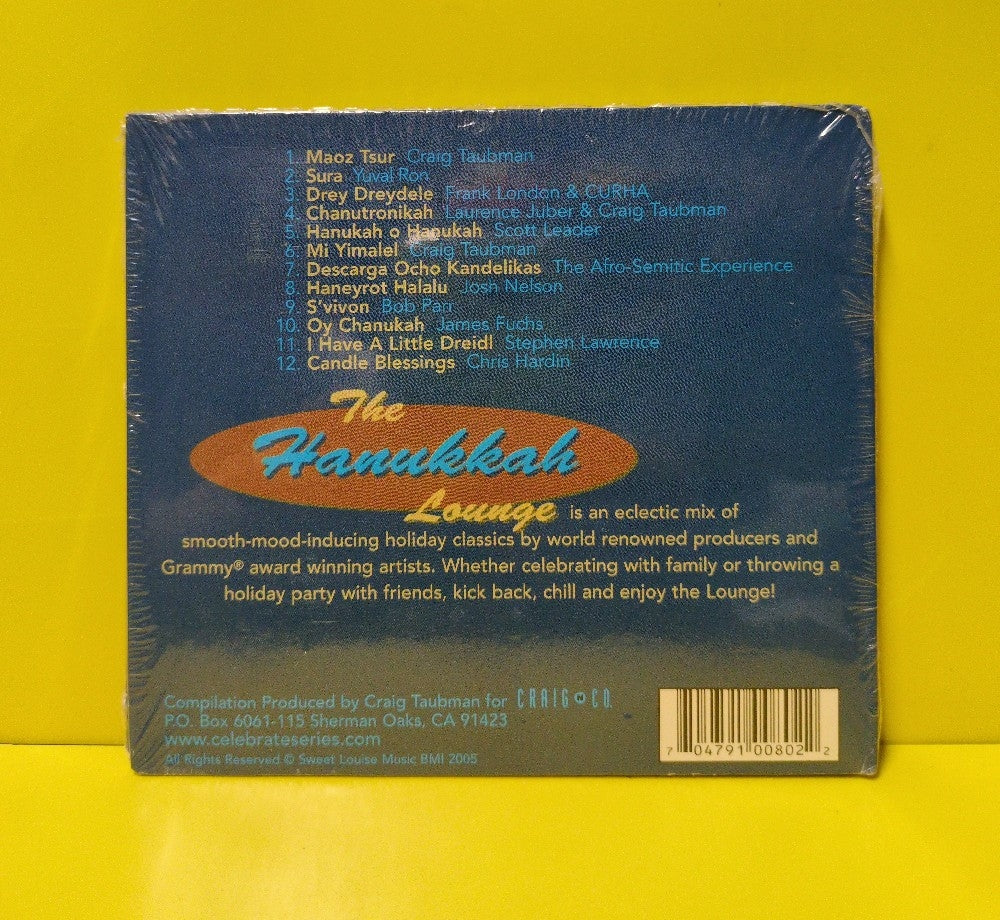 1. Maoz Tsur Craig Taubman
2. Sura Yuval Ron
3. Drey Dreydele Frank London & CURHA
4. Chanutronikah Laurence Juber & Craig Taubman
5. Hanukah o Hanukah Scott Leader
6. Mi Yimalel Craig Taubman
7. Descarga Ocho Kandelikas The Afro-Semitic Experience
8. Haneyrot Halalu Josh Nelson
9. S'vivon Bob Parr
10. Oy Chanukah James Fuchs
11. I Have A Little Dreidl Stephen Lawrence
12. Candle Blessings Chris Hardin
The
Hanukkah
Lounge is an eclectic mix of
smooth-mood-inducing holiday classics by world renowned producers and
Grammy® award winning artists. Whether celebrating with family or throwing a
holiday party with friends, kick back, chill and enjoy the Lounge!
Compilation Produced by Craig Taubman for CRAIG N CO.
P.O. Box 6061-115 Sherman Oaks, CA 91423
www.celebrateseries.com
All Rights Reserved © Sweet Louise Music BMI 2005
7 04791 00802 2